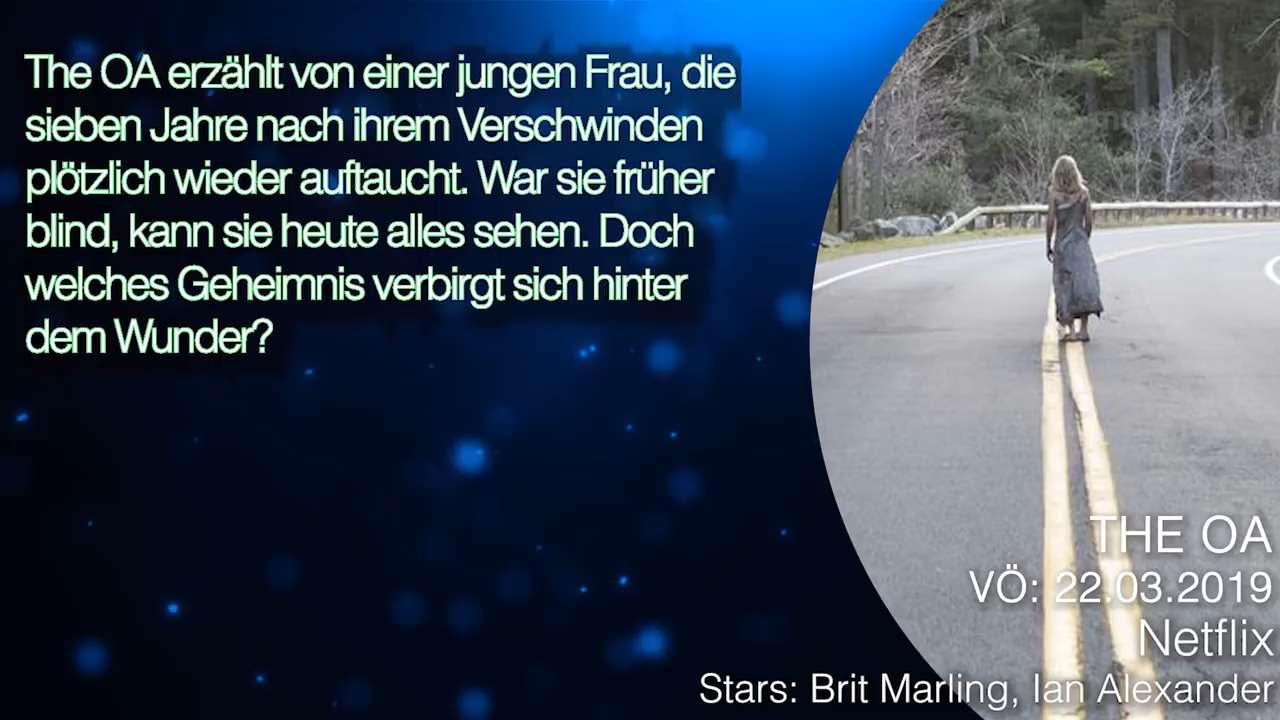 The OA erzählt von einer jungen Frau, die
sieben Jahre nach ihrem Verschwinden
plötzlich wieder auftaucht. War sie früher
blind, kann sie heute alles sehen. Doch
welches Geheimnis verbirgt sich hinter
dem Wunder?
THE OA
VÖ: 22.03.2019
Netflix
Stars: Brit Marling, Ian Alexander